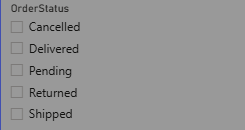 OrderStatus
Cancelled
Delivered
Pending
Returned
Shipped